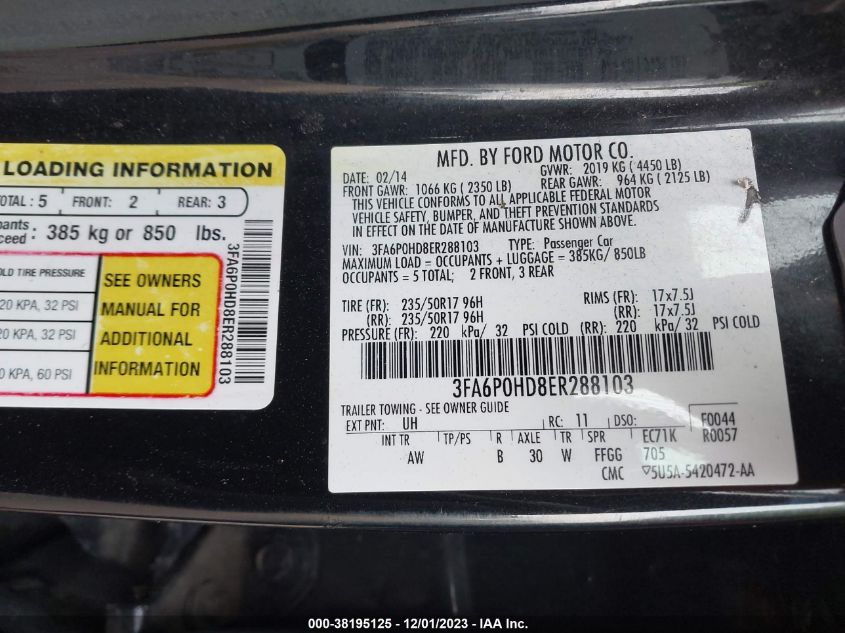 LOADING INFORMATION
TOTAL: 5 FRONT: 2 REAR: 3
385 kg or 850 lbs.
TIRE PRESSURE
SEE OWNERS
MANUAL FOR
ADDITIONAL
INFORMATION
KPA, 32 PSI
KPA, 32 PSI
KPA, 60 PSI
3FA6P0HD8ER288103
MFD. BY FORD MOTOR CO.
DATE: 02/14 GVWR: 2019 KG ( 4450 LB)
FRONT GAWR: 1066 KG ( 2350 LB) REAR GAWR: 964 KG ( 2125 LB)
THIS VEHICLE CONFORMS TO ALL APPLICABLE FEDERAL MOTOR
VEHICLE SAFETY, BUMPER, AND THEFT PREVENTION STANDARDS
IN EFFECT ON THE DATE OF MANUFACTURE SHOWN ABOVE.
VIN: 3FA6P0HD8ER288103 TYPE: Passenger Car
MAXIMUM LOAD = OCCUPANTS + LUGGAGE = 385KG/ 850LB
OCCUPANTS = 5 TOTAL; 2 FRONT, 3 REAR
TIRE (FR): 235/50R17 96H RIMS (FR): 17x7.5J
(RR): 235/50R17 96H (RR): 17x7.5J
PRESSURE (FR): 220 kPa/ 32 PSI COLD (RR): 220 kPa/ 32 PSI COLD
3FA6P0HD8ER288103
TRAILER TOWING - SEE OWNER GUIDE
EXT PNT: UH RC: 11 DSO: F0044
INT TR TP/PS R AXLE TR SPR EC71K R0057
AW B 30 W FFGG 705
CMC 5U5A-5420472-AA
000-38195125 - 12/01/2023 - IAA Inc.